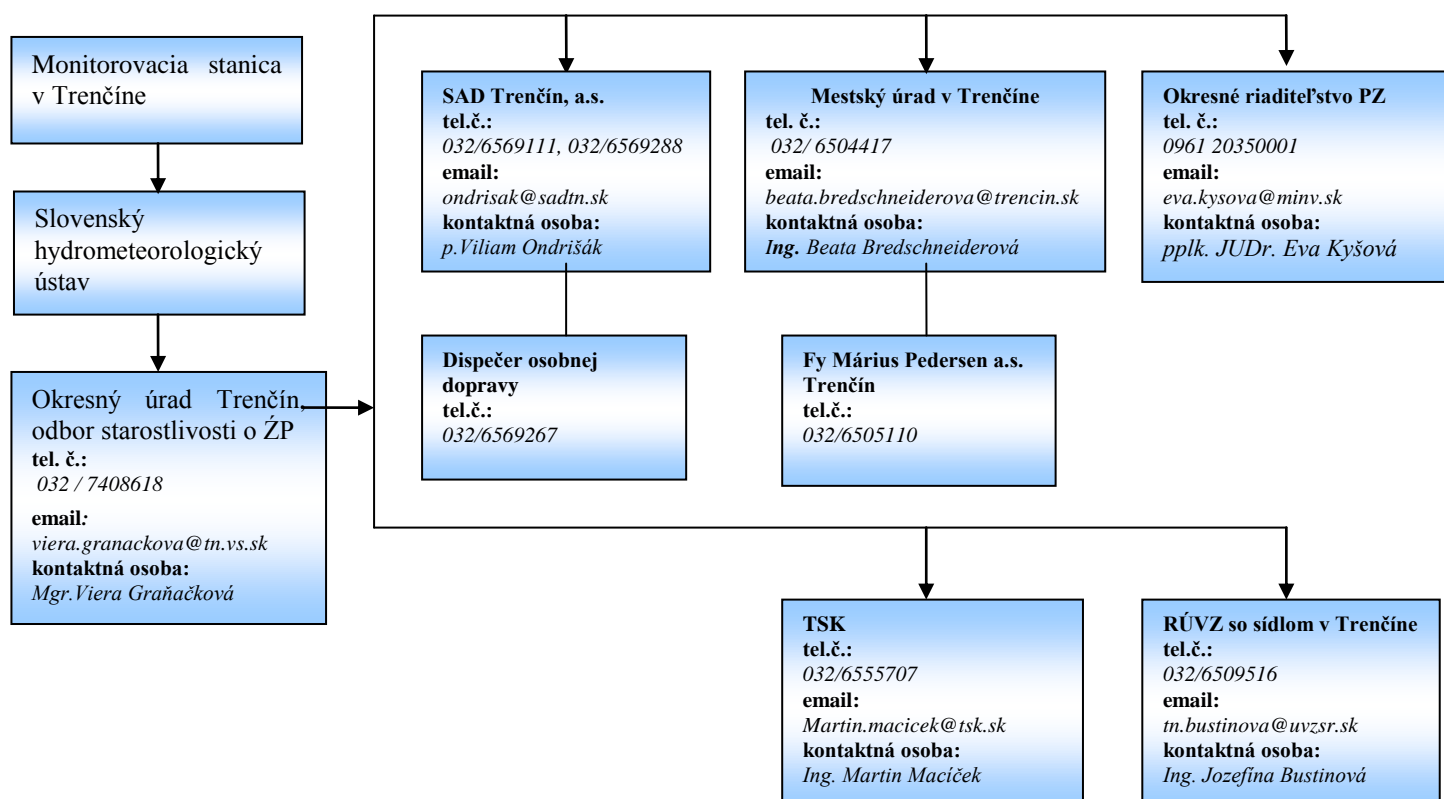 Monitorovacia stanica
v Trenčíne
Slovenský
hydrometeorologický
ústav
Okresný úrad Trenčín,
odbor starostlivosti o ŹP
tel. č.:
032 / 7408618
email:
viera.granackova@tn.vs.sk
kontaktná osoba:
Mgr.Viera Graňačková
SAD Trenčín, a.s.
tel.č.:
032/6569111, 032/6569288
email:
ondrisak@sadtn.sk
kontaktná osoba:
p.Viliam Ondrišák
Dispečer osobnej
dopravy
tel.č.:
032/6569267
Mestský úrad v Trenčíne
tel. č.:
032/ 6504417
email:
beata.bredschneiderova@trencin.sk
kontaktná osoba:
Ing. Beata Bredschneiderová
Fy Márius Pedersen a.s.
Trenčín
tel.č.:
032/6505110
Okresné riaditeľstvo PZ
tel. č.:
0961 20350001
email:
eva.kysova@minv.sk
kontaktná osoba:
pplk. JUDr. Eva Kyšová
TSK
tel.č.:
032/6555707
email:
Martin.macicek@tsk.sk
kontaktná osoba:
Ing. Martin Macíček
RÚVZ so sídlom v Trenčíne
tel.č.:
032/6509516
email:
tn.bustinova@uvzsr.sk
kontaktná osoba:
Ing. Jozefína Bustinová